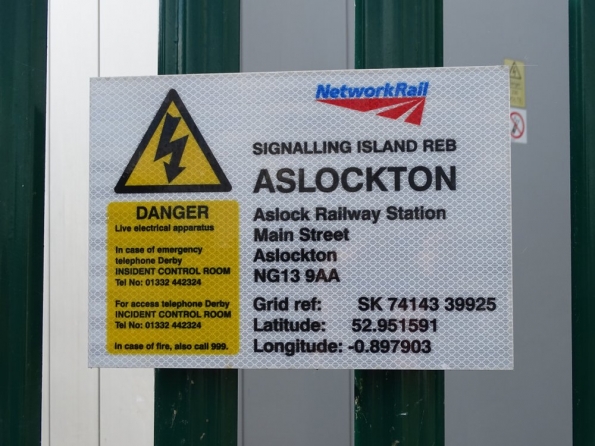 NetworkRail
SIGNALLING ISLAND REB
ASLOCKTON
Aslock Railway Station
Main Street
Aslockton
NG13 9AA
Grid ref: SK 74143 39925
Latitude: 52.951591
Longitude: -0.897903
DANGER
Live electrical apparatus
In case of emergency
telephone Derby
INSIDENT CONTROL ROOM
Tel No: 01332 442324
For access telephone Derby
INCIDENT CONTROL ROOM
Tel No: 01332 442324
In case of fire, also call 999.